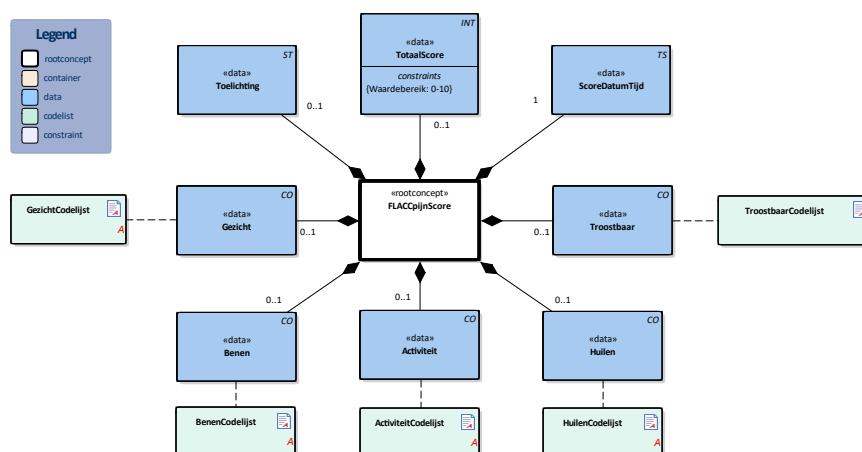 Legend
rootconcept
container
data
codelist
constraint
ST
«data»
Toelichting
0..1
INT
«data»
TotaalScore
constraints
{Waardebereik: 0-10}
0..1
TS
«data»
ScoreDatumTijd
1
GezichtCodelijst
A
CO
«data»
Gezicht
0..1
«rootconcept»
FLACCpijnScore
CO
«data»
Troostbaar
0..1
TroostbaarCodelijst
A
0..1
CO
«data»
Benen
0..1
CO
«data»
Activiteit
0..1
CO
«data»
Huilen
BenenCodelijst
A
ActiviteitCodelijst
A
HuilenCodelijst
A